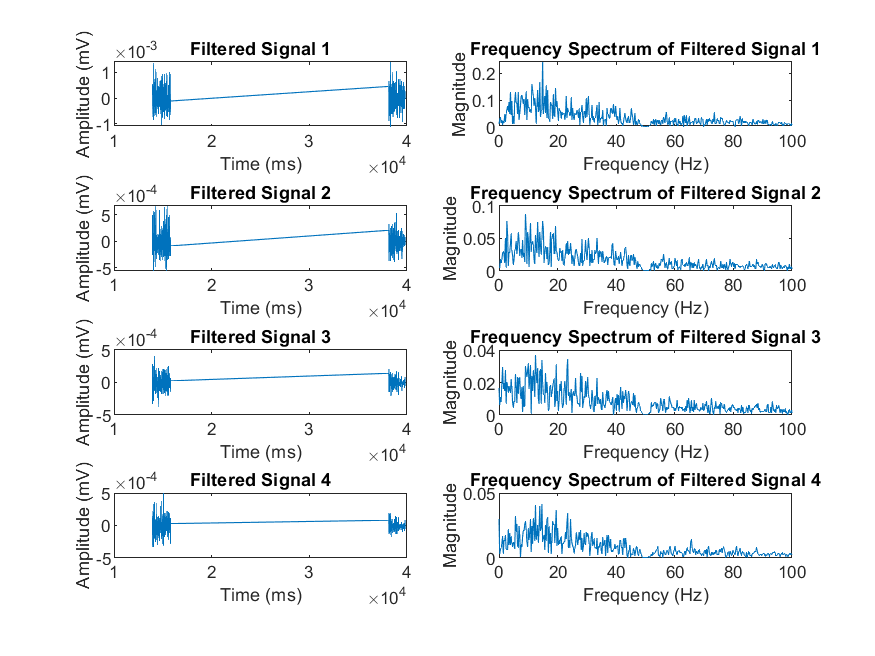 Filtered Signal 1
×10-3
Amplitude (mV)
1
0
-1
1 2 3 4
Time (ms)
×104
Frequency Spectrum of Filtered Signal 1
Magnitude
0.2
0.1
0
0 20 40 60 80 100
Frequency (Hz)
Filtered Signal 2
×10-4
Amplitude (mV)
5
0
-5
1 2 3 4
Time (ms)
×104
Frequency Spectrum of Filtered Signal 2
Magnitude
0.1
0.05
0
0 20 40 60 80 100
Frequency (Hz)
Filtered Signal 3
×10-4
Amplitude (mV)
5
0
-5
1 2 3 4
Time (ms)
×104
Frequency Spectrum of Filtered Signal 3
Magnitude
0.04
0.02
0
0 20 40 60 80 100
Frequency (Hz)
Filtered Signal 4
×10-4
Amplitude (mV)
5
0
-5
1 2 3 4
Time (ms)
×104
Frequency Spectrum of Filtered Signal 4
Magnitude
0.05
0
0 20 40 60 80 100
Frequency (Hz)